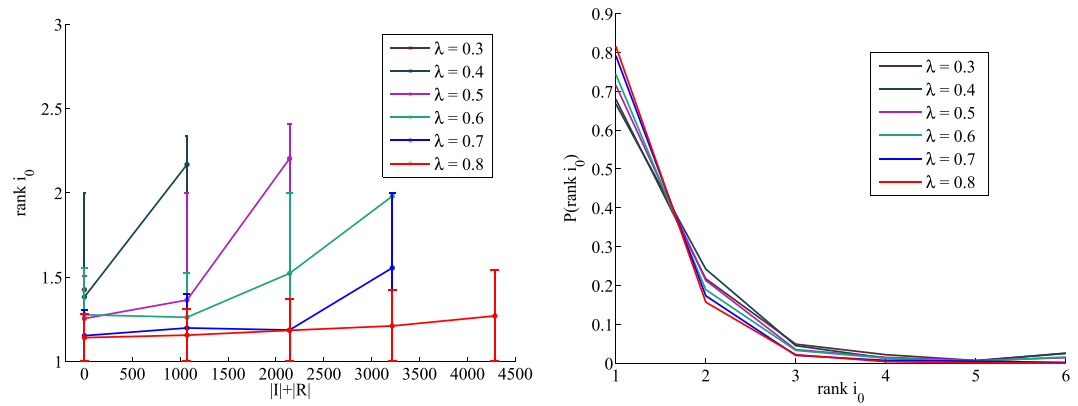 3
2.5
2
1.5
1
rank i0
0 500 1000 1500 2000 2500 3000 3500 4000 4500
|I|+|R|
λ = 0.3
λ = 0.4
λ = 0.5
λ = 0.6
λ = 0.7
λ = 0.8
0.9
0.8
0.7
0.6
0.5
0.4
0.3
0.2
0.1
0
P(rank i0)
1 2 3 4 5 6
rank i0
λ = 0.3
λ = 0.4
λ = 0.5
λ = 0.6
λ = 0.7
λ = 0.8